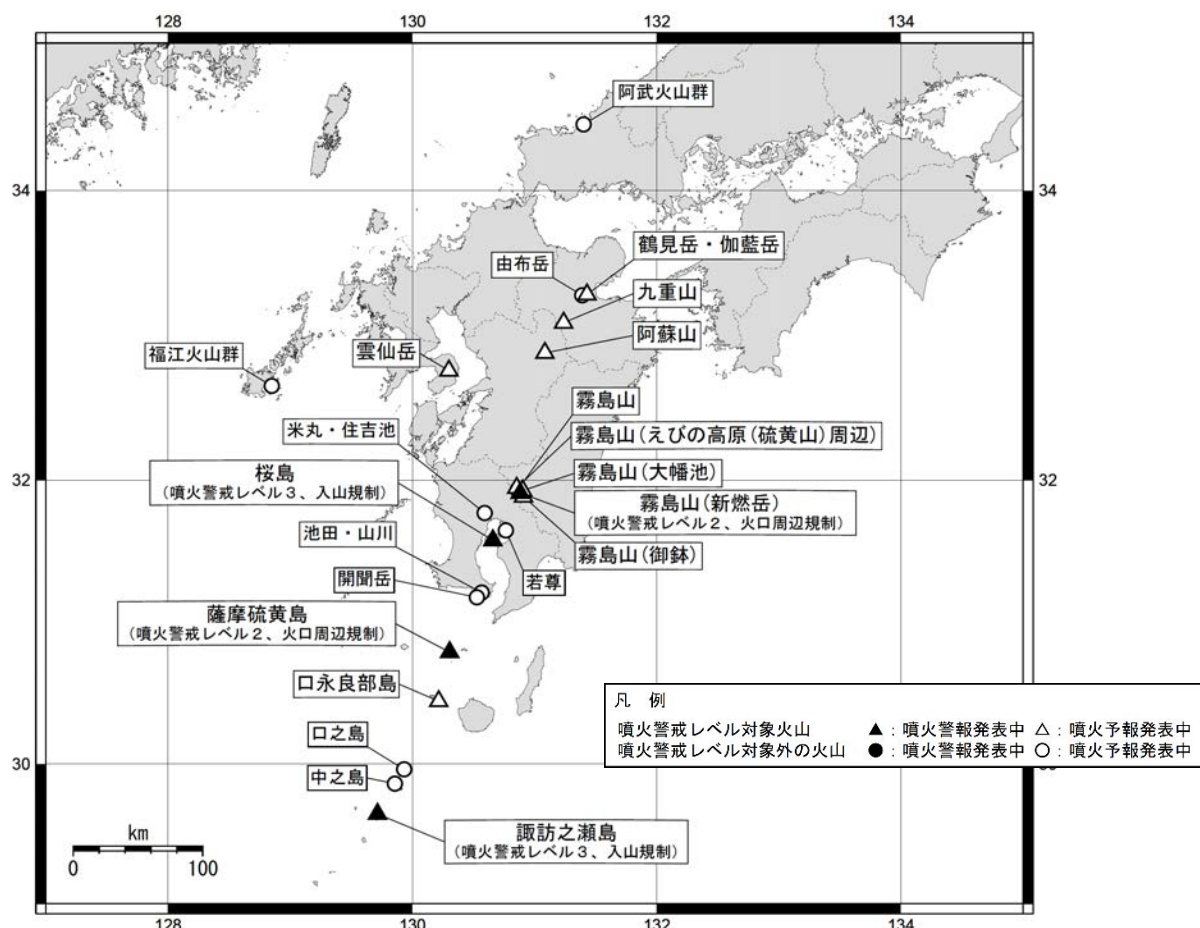 128 130 132 134
阿武火山群
34 34
鶴見岳・伽藍岳
由布岳
九重山
阿蘇山
雲仙岳
福江火山群
霧島山
米丸・住吉池
霧島山(えびの高原(硫黄山)周辺)
桜島
(噴火警戒レベル3、入山規制)
霧島山(大幡池)
32 32
霧島山(新燃岳)
(噴火警戒レベル2、火口周辺規制)
池田・山川
霧島山(御鉢)
開聞岳
若尊
薩摩硫黄島
(噴火警戒レベル2、火口周辺規制)
口永良部島
凡 例
噴火警戒レベル対象火山 ▲:噴火警報発表中 △:噴火予報発表中
噴火警戒レベル対象外の火山 ●:噴火警報発表中 ○:噴火予報発表中
口之島
30
中之島
諏訪之瀬島
(噴火警戒レベル3、入山規制)
km
0 100
128 130 132 134